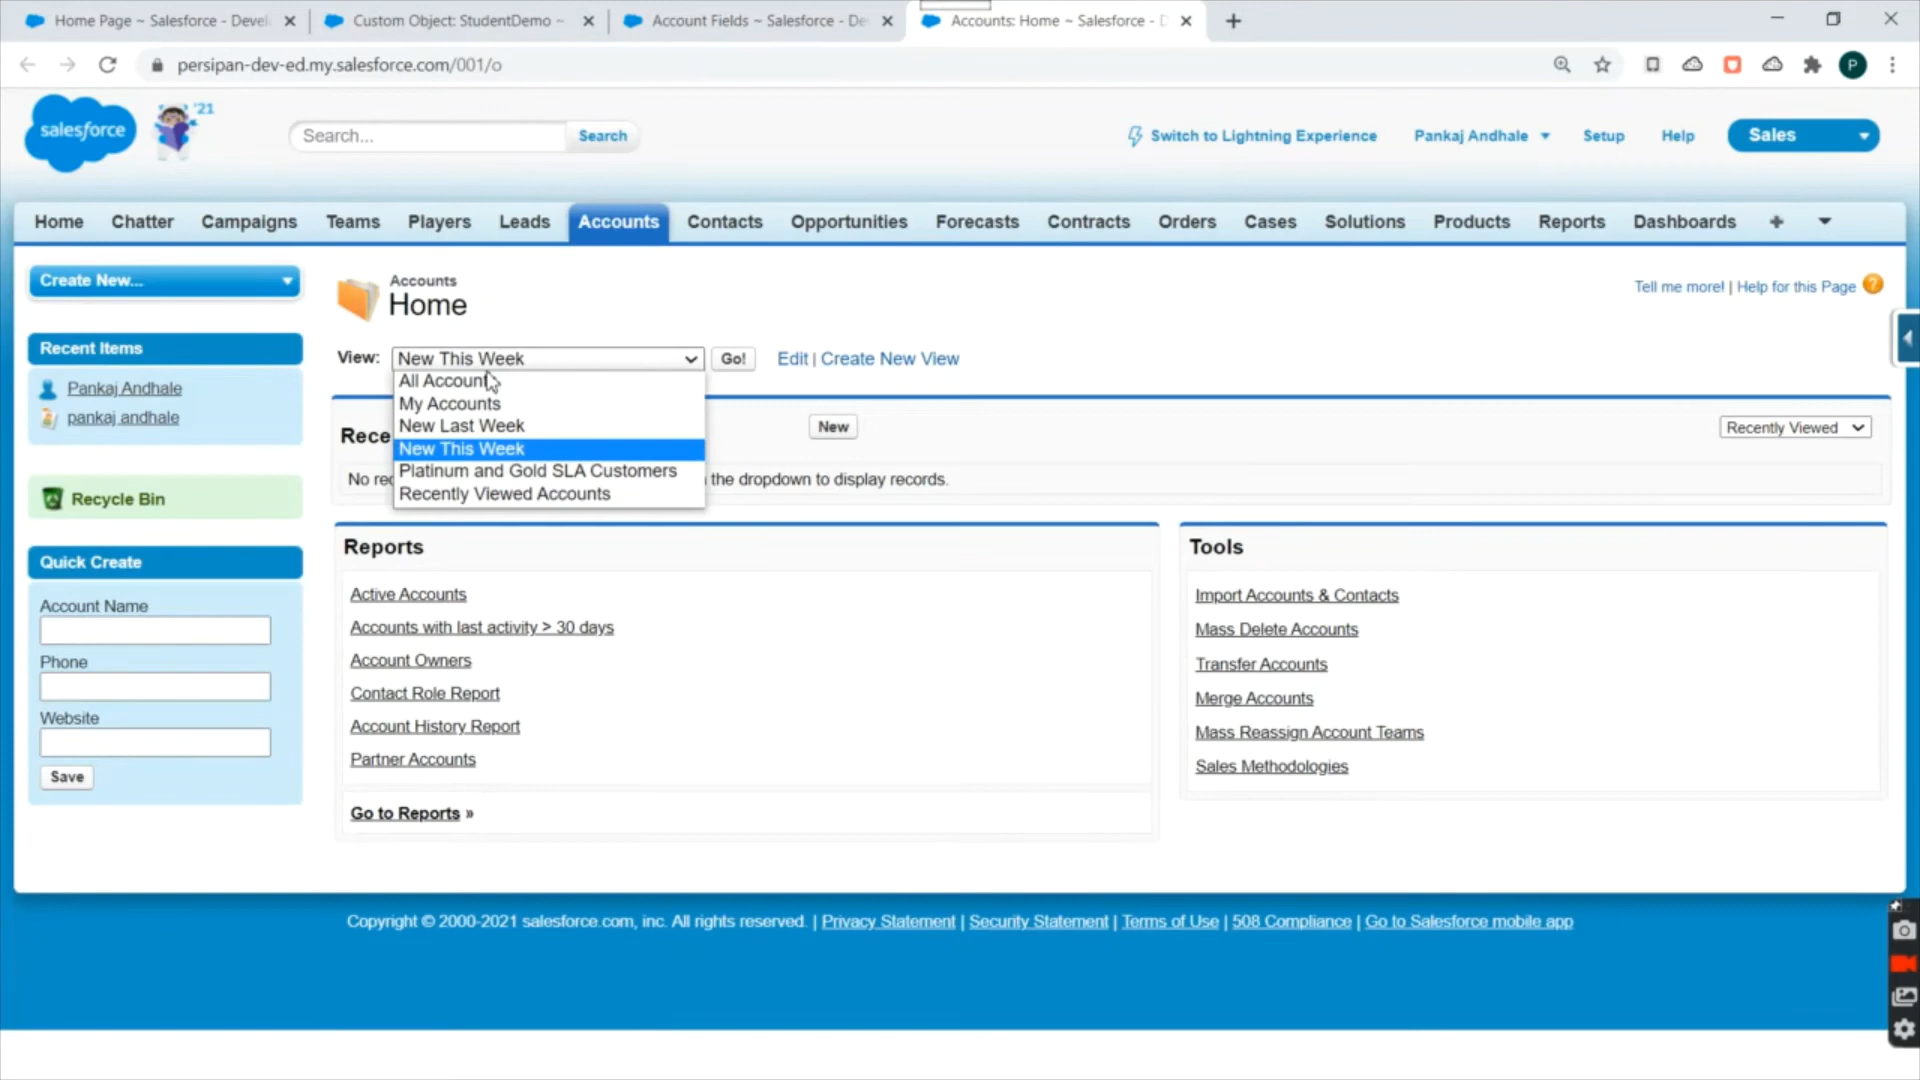 Home Page ~ Salesforce - Devel
Custom Object: StudentDemo ~
Account Fields ~ Salesforce - De
Accounts: Home ~ Salesforce - D
persipan-dev-ed.my.salesforce.com/001/o
P
salesforce
'21
Search...
Search
Switch to Lightning Experience
Pankaj Andhale
Setup
Help
Sales
Home
Chatter
Campaigns
Teams
Players
Leads
Accounts
Contacts
Opportunities
Forecasts
Contracts
Orders
Cases
Solutions
Products
Reports
Dashboards
+
Create New...
Recent Items
Pankaj Andhale
pankaj andhale
Recycle Bin
Quick Create
Account Name
Phone
Website
Save
Accounts
Home
Tell me more! | Help for this Page ?
View: New This Week Go! Edit | Create New View
All Account
My Accounts
New Last Week
New This Week
Platinum and Gold SLA Customers
Recently Viewed Accounts
Rece
New
Recently Viewed
No rec
the dropdown to display records.
Reports
Active Accounts
Accounts with last activity > 30 days
Account Owners
Contact Role Report
Account History Report
Partner Accounts
Go to Reports »
Tools
Import Accounts & Contacts
Mass Delete Accounts
Transfer Accounts
Merge Accounts
Mass Reassign Account Teams
Sales Methodologies
Copyright © 2000-2021 salesforce.com, inc. All rights reserved. | Privacy Statement | Security Statement | Terms of Use | 508 Compliance | Go to Salesforce mobile app